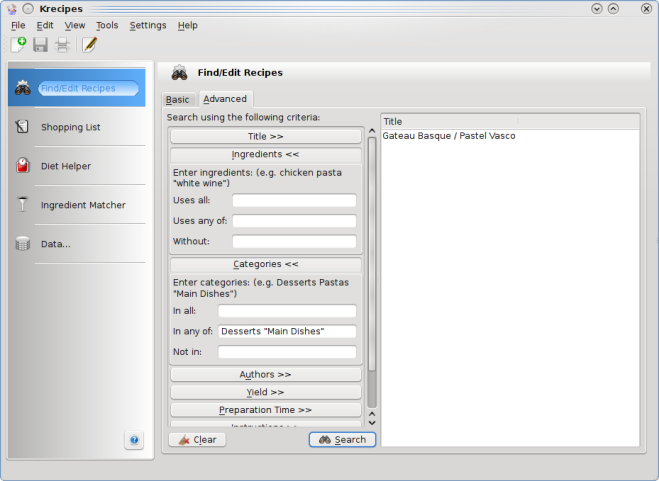 Krecipes
File Edit View Tools Settings Help
Find/Edit Recipes
Shopping List
Diet Helper
Ingredient Matcher
Data...
Find/Edit Recipes
Basic Advanced
Search using the following criteria:
Title >>
Ingredients <<
Enter ingredients: (e.g. chicken pasta
"white wine")
Uses all:
Uses any of:
Without:
Categories <<
Enter categories: (e.g. Desserts Pastas
"Main Dishes")
In all:
In any of: Desserts "Main Dishes"
Not in:
Authors >>
Yield >>
Preparation Time >>
Clear
Search
Title
Gateau Basque / Pastel Vasco